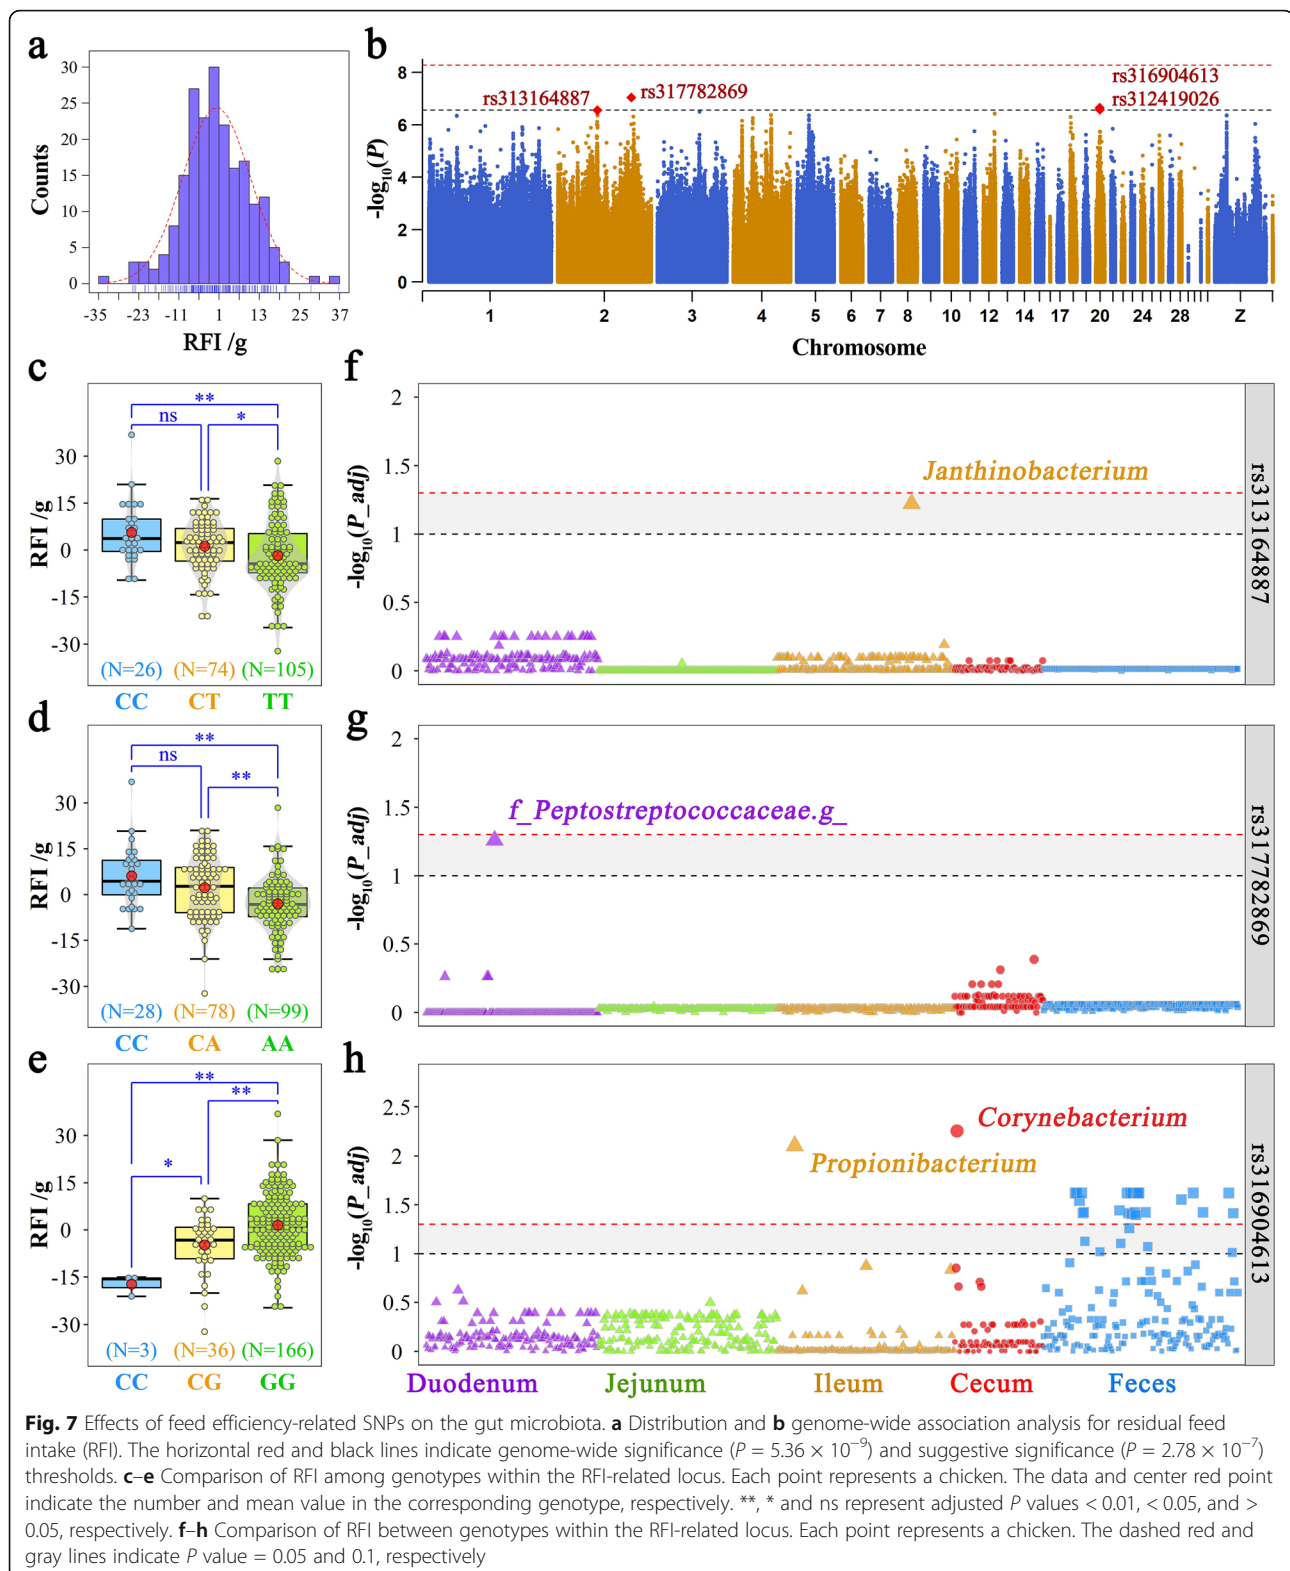 a
30
25
20
15
10
5
0
Counts
-35
-23
-11
1
13
25
37
RFI /g
b
8
6
4
2
0
-log10(P)
rs313164887
rs317782869
rs316904613
rs312419026
1
2
3
4
5
6
7
8
10
12
14
17
20
24
28
Z
Chromosome
c
**
ns
*
30
15
0
-15
-30
RFI /g
(N=26)
(N=74)
(N=105)
CC
CT
TT
f
2
1.5
1
0.5
0
-log10(P_adj)
Janthinobacterium
rs313164887
d
**
ns
**
30
15
0
-15
-30
RFI /g
(N=28)
(N=78)
(N=99)
CC
CA
AA
g
2
1.5
1
0.5
0
-log10(P_adj)
f_Peptostreptococcaceae.g_
rs317782869
e
**
**
*
30
15
0
-15
-30
RFI /g
(N=3)
(N=36)
(N=166)
CC
CG
GG
h
2.5
2
1.5
1
0.5
0
-log10(P_adj)
Corynebacterium
Propionibacterium
rs316904613
Duodenum
Jejunum
Ileum
Cecum
Feces
Fig. 7 Effects of feed efficiency-related SNPs on the gut microbiota. a Distribution and b genome-wide association analysis for residual feed
intake (RFI). The horizontal red and black lines indicate genome-wide significance (P = 5.36 × 10⁻⁹) and suggestive significance (P = 2.78 × 10⁻⁷)
thresholds. c–e Comparison of RFI among genotypes within the RFI-related locus. Each point represents a chicken. The data and center red point
indicate the number and mean value in the corresponding genotype, respectively. **, * and ns represent adjusted P values < 0.01, < 0.05, and >
0.05, respectively. f–h Comparison of RFI between genotypes within the RFI-related locus. Each point represents a chicken. The dashed red and
gray lines indicate P value = 0.05 and 0.1, respectively